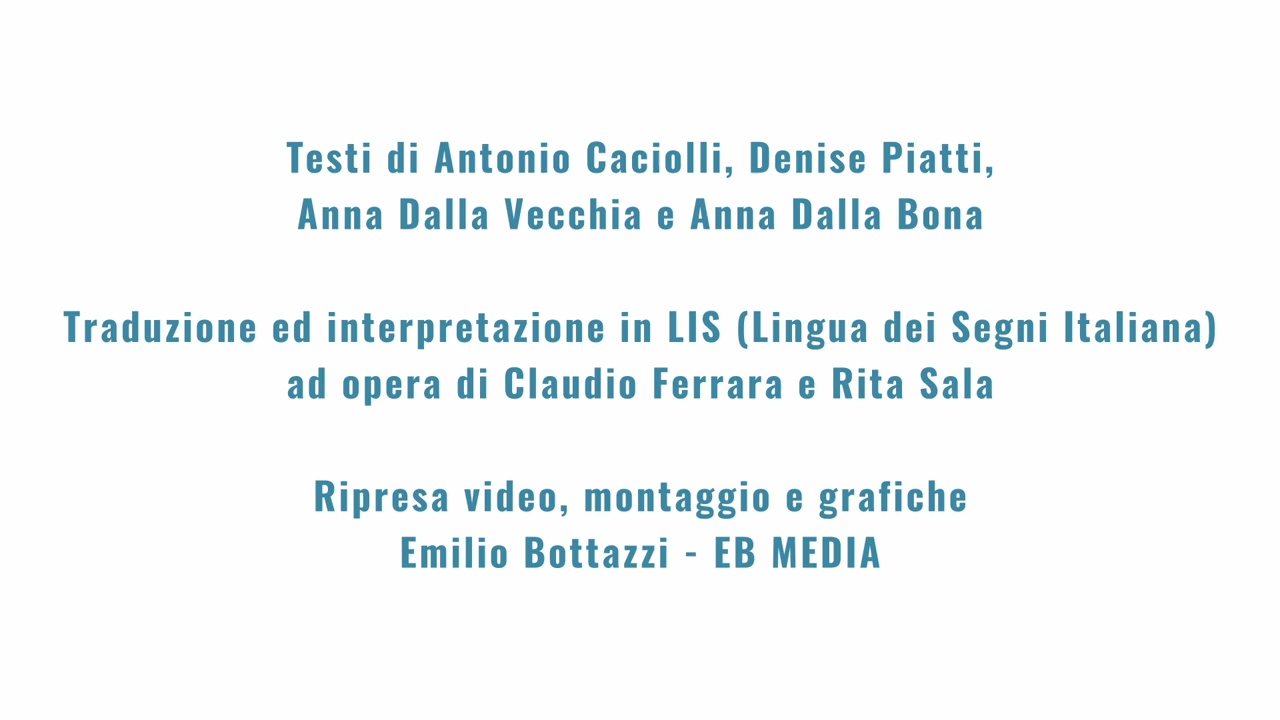 Testi di Antonio Caciolli, Denise Piatti,
Anna Dalla Vecchia e Anna Dalla Bona
Traduzione ed interpretazione in LIS (Lingua dei Segni Italiana)
ad opera di Claudio Ferrara e Rita Sala
Ripresa video, montaggio e grafiche
Emilio Bottazzi - EB MEDIA